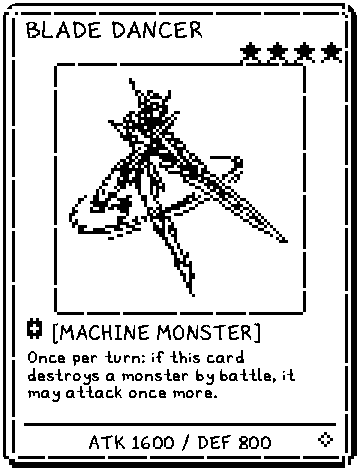 BLADE DANCER
[MACHINE MONSTER]
Once per turn: if this card
destroys a monster by battle, it
may attack once more.
ATK 1600 / DEF 800